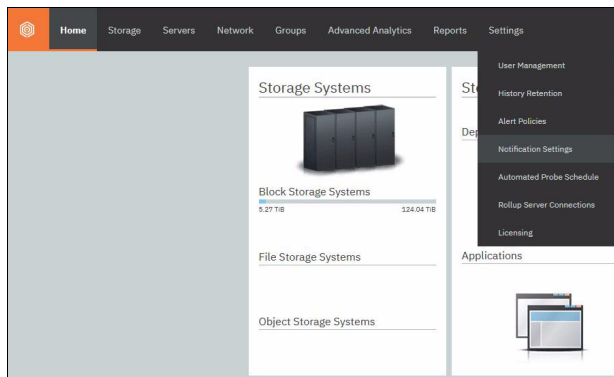 Home Storage Servers Network Groups Advanced Analytics Reports Settings
User Management
History Retention
Alert Policies
Notification Settings
Automated Probe Schedule
Rollup Server Connections
Licensing
Storage Systems
Block Storage Systems
5.27 TiB 124.04 TiB
File Storage Systems
Object Storage Systems
St
Dep
Applications